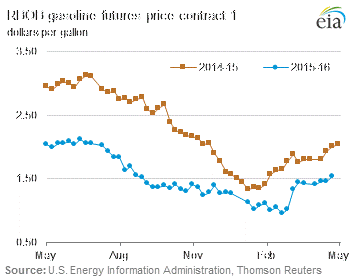 RBOB gasoline futures price contract 1
dollars per gallon
eia
3.50
2014-15
2015-16
2.50
1.50
0.50
May
Aug
Nov
Feb
May
Source: U.S. Energy Information Administration, Thomson Reuters